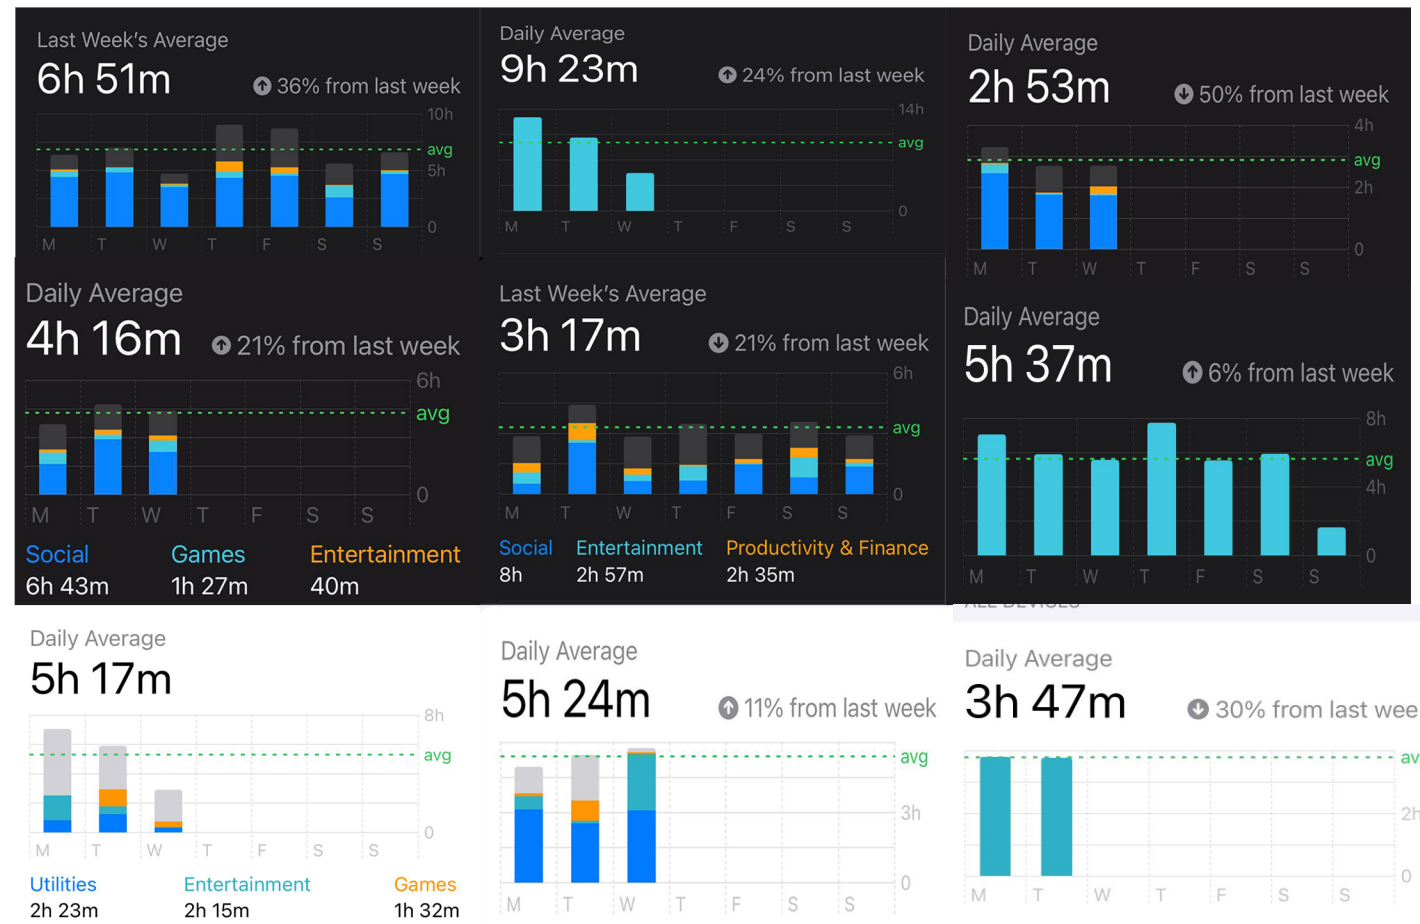 Last Week's Average
6h 51m
36% from last week
10h
avg
5h
0
M T W T F S S
Daily Average
9h 23m
24% from last week
14h
avg
0
M T W T F S S
Daily Average
2h 53m
50% from last week
4h
avg
2h
0
M T W T F S S
Daily Average
4h 16m
21% from last week
6h
avg
0
M T W T F S S
Social Games Entertainment
6h 43m 1h 27m 40m
Last Week's Average
3h 17m
21% from last week
6h
avg
0
M T W T F S S
Social Entertainment Productivity & Finance
8h 2h 57m 2h 35m
Daily Average
5h 37m
6% from last week
8h
avg
4h
0
M T W T F S S
Daily Average
5h 17m
8h
avg
0
M T W T F S S
Utilities Entertainment Games
2h 23m 2h 15m 1h 32m
Daily Average
5h 24m
11% from last week
avg
3h
0
M T W T F S S
ALL DEVICES
Daily Average
3h 47m
30% from last wee
av
2h
0
M T W T F S S